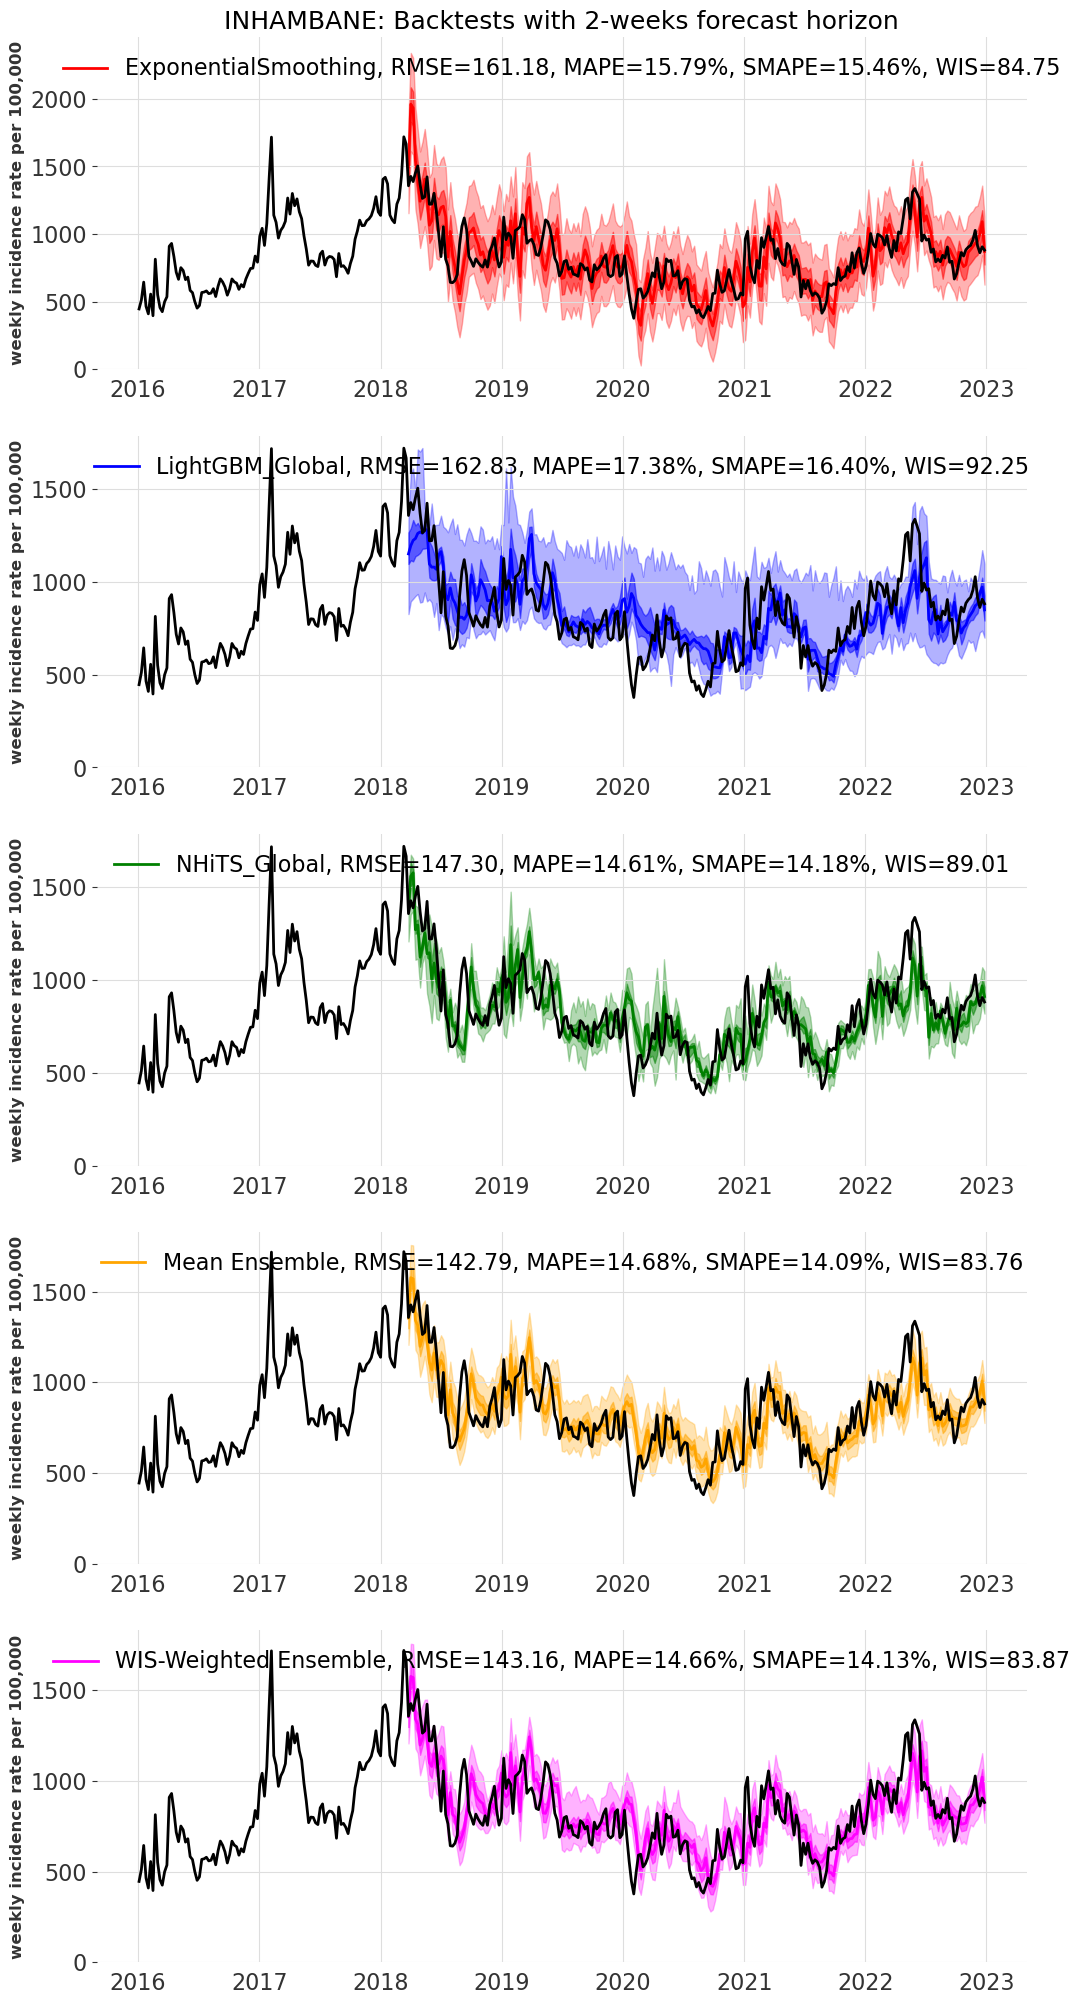 INHAMBANE: Backtests with 2-weeks forecast horizon
ExponentialSmoothing, RMSE=161.18, MAPE=15.79%, SMAPE=15.46%, WIS=84.75
weekly incidence rate per 100,000
2000
1500
1000
500
0
2016 2017 2018 2019 2020 2021 2022 2023
LightGBM_Global, RMSE=162.83, MAPE=17.38%, SMAPE=16.40%, WIS=92.25
weekly incidence rate per 100,000
1500
1000
500
0
2016 2017 2018 2019 2020 2021 2022 2023
NHiTS_Global, RMSE=147.30, MAPE=14.61%, SMAPE=14.18%, WIS=89.01
weekly incidence rate per 100,000
1500
1000
500
0
2016 2017 2018 2019 2020 2021 2022 2023
Mean Ensemble, RMSE=142.79, MAPE=14.68%, SMAPE=14.09%, WIS=83.76
weekly incidence rate per 100,000
1500
1000
500
0
2016 2017 2018 2019 2020 2021 2022 2023
WIS-Weighted Ensemble, RMSE=143.16, MAPE=14.66%, SMAPE=14.13%, WIS=83.87
weekly incidence rate per 100,000
1500
1000
500
0
2016 2017 2018 2019 2020 2021 2022 2023